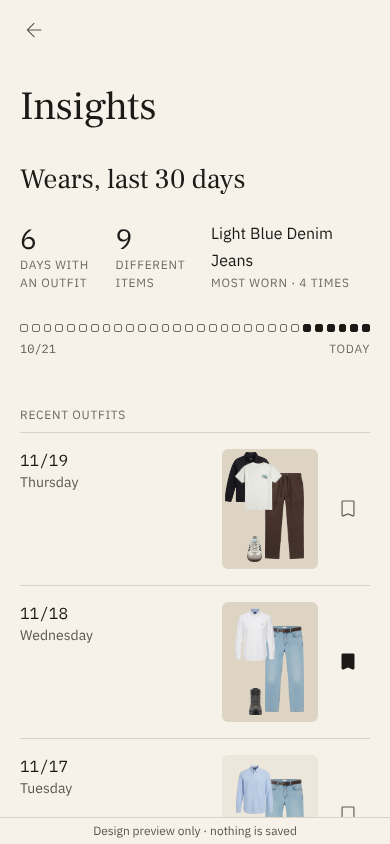 Insights
Wears, last 30 days
6
DAYS WITH
AN OUTFIT
9
DIFFERENT
ITEMS
Light Blue Denim
Jeans
MOST WORN · 4 TIMES
10/21
TODAY
RECENT OUTFITS
11/19
Thursday
11/18
Wednesday
11/17
Tuesday
Design preview only · nothing is saved